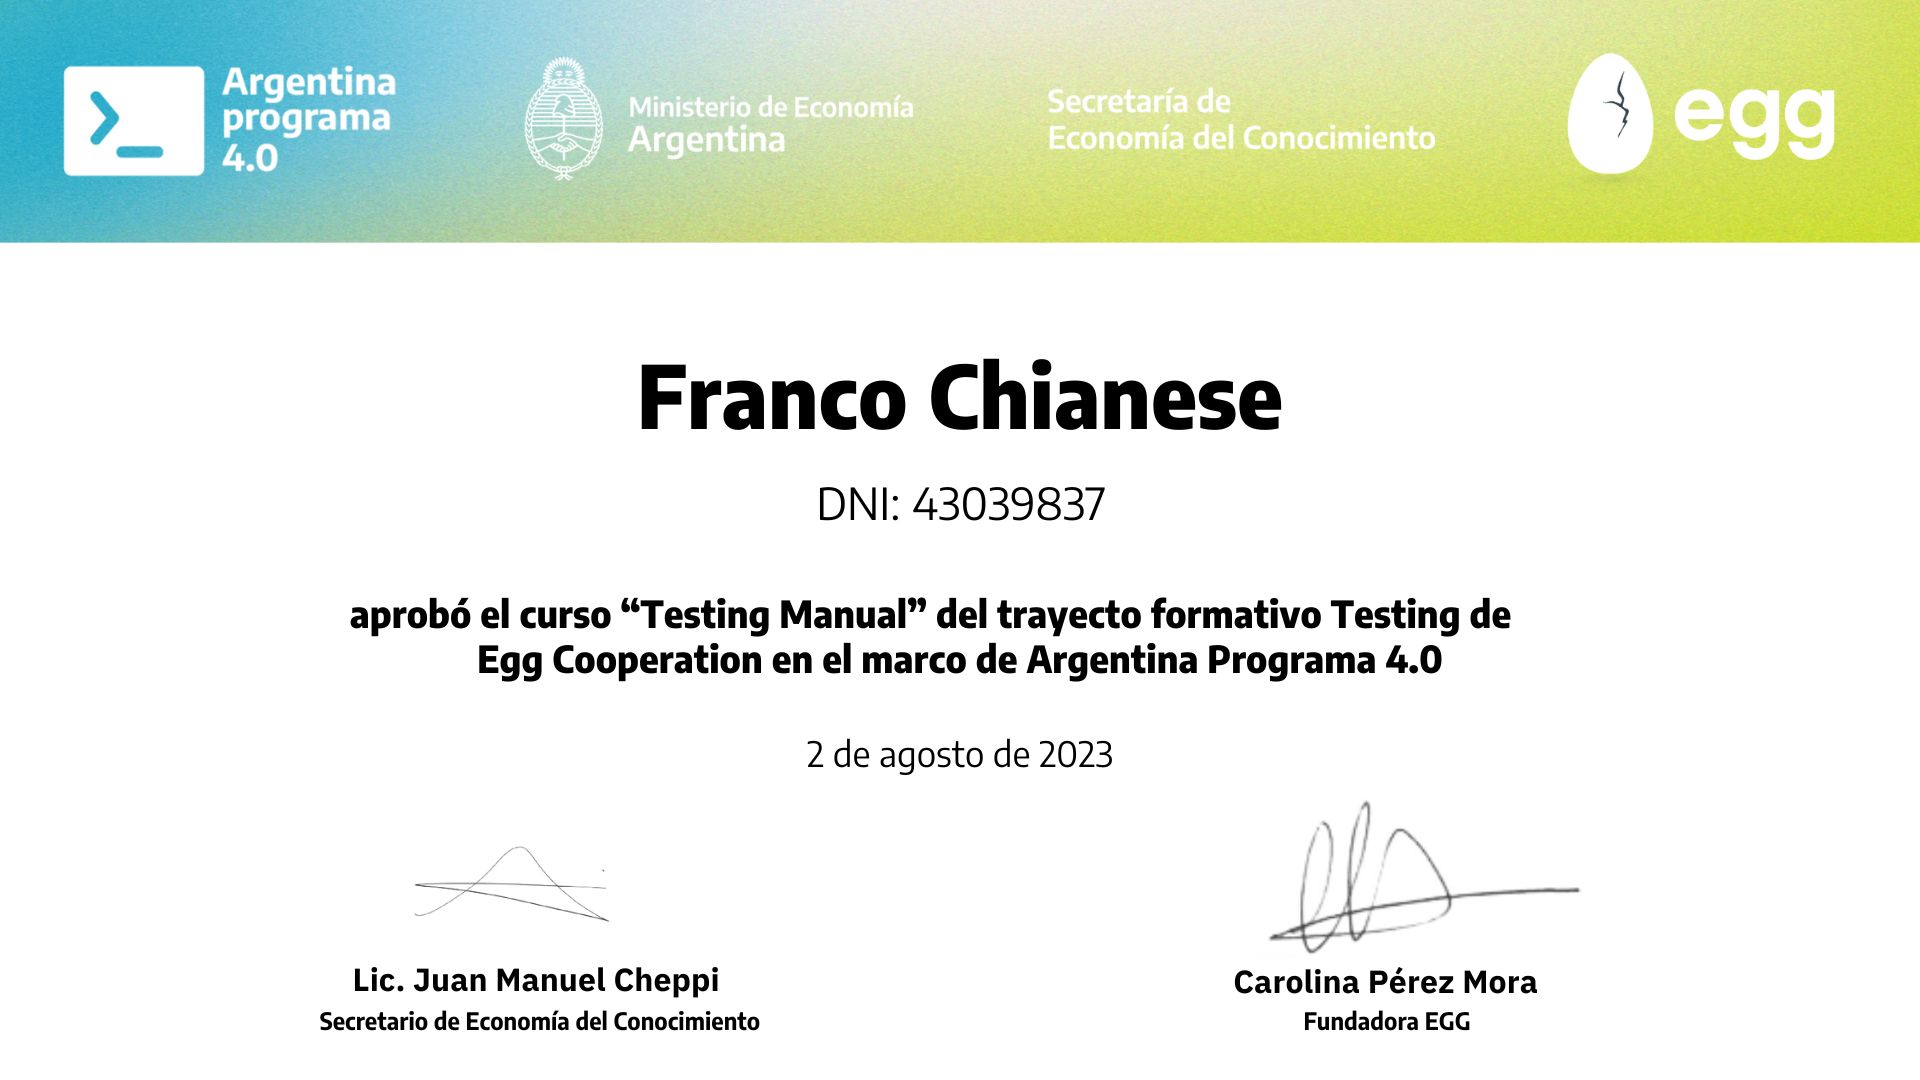 Argentina
programa
4.0
Ministerio de Economía
Argentina
Secretaría de
Economía del Conocimiento
egg
Franco Chianese
DNI: 43039837
aprobó el curso “Testing Manual” del trayecto formativo Testing de
Egg Cooperation en el marco de Argentina Programa 4.0
2 de agosto de 2023
Lic. Juan Manuel Cheppi
Secretario de Economía del Conocimiento
Carolina Pérez Mora
Fundadora EGG